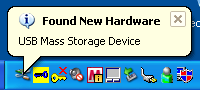 Found New Hardware
USB Mass Storage Device